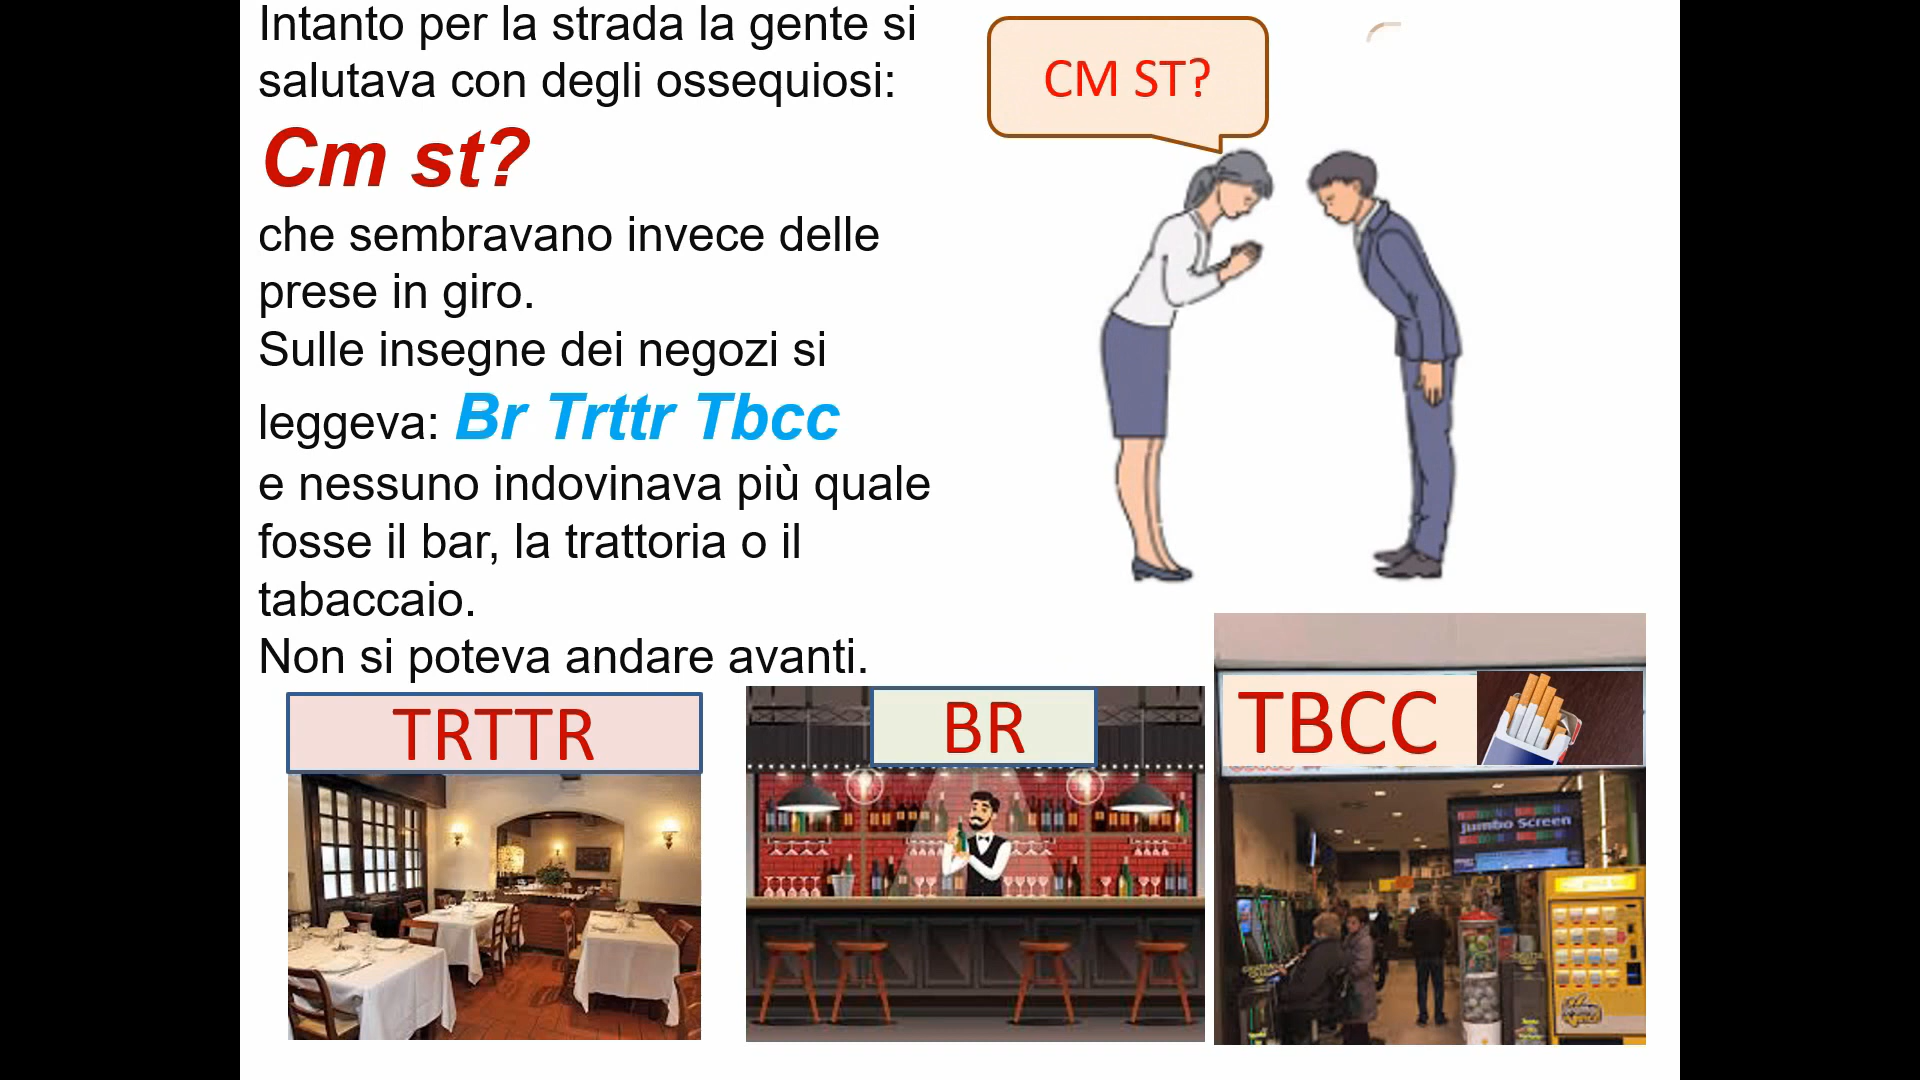 Intanto per la strada la gente si
salutava con degli ossequiosi:
Cm st?
che sembravano invece delle
prese in giro.
Sulle insegne dei negozi si
leggeva: Br Trttr Tbcc
e nessuno indovinava più quale
fosse il bar, la trattoria o il
tabaccaio.
Non si poteva andare avanti.
CM ST?
TRTTR
BR
TBCC
Jumbo Screen